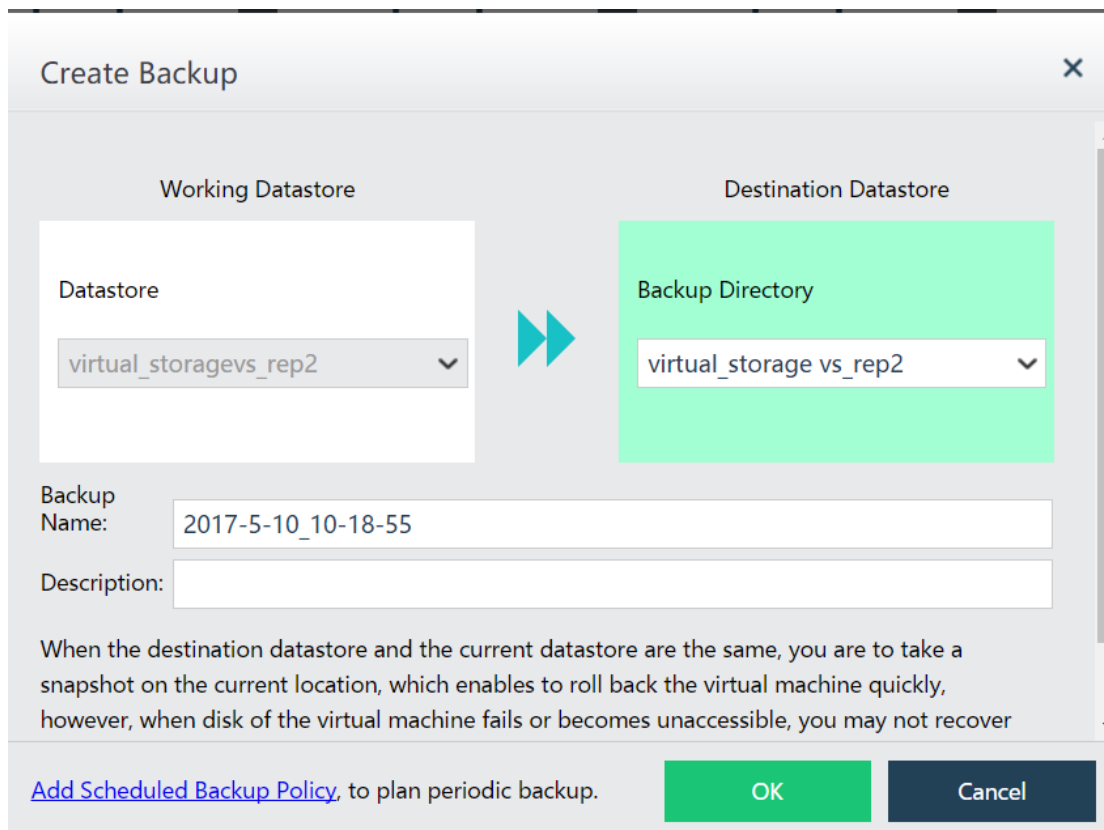 Create Backup
Working Datastore
Destination Datastore
Datastore
Backup Directory
virtual_storagevs_rep2
virtual_storage vs_rep2
Backup
Name:
2017-5-10_10-18-55
Description:
When the destination datastore and the current datastore are the same, you are to take a
snapshot on the current location, which enables to roll back the virtual machine quickly,
however, when disk of the virtual machine fails or becomes unaccessible, you may not recover
Add Scheduled Backup Policy, to plan periodic backup.
OK
Cancel